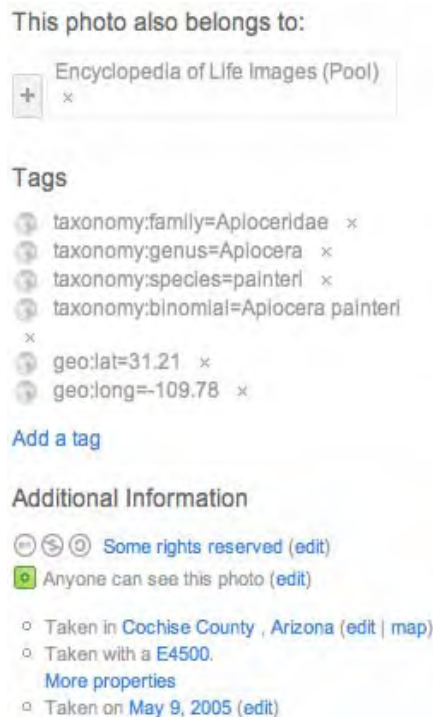 This photo also belongs to:
+
Encyclopedia of Life Images (Pool)
×
Tags
taxonomy:family=Apioceridae ×
taxonomy:genus=Apiocera ×
taxonomy:species=painteri ×
taxonomy:binomial=Apiocera painteri
×
geo:lat=31.21 ×
geo:long=-109.78 ×
Add a tag
Additional Information
Some rights reserved (edit)
Anyone can see this photo (edit)
Taken in Cochise County , Arizona (edit | map)
Taken with a E4500.
More properties
Taken on May 9, 2005 (edit)